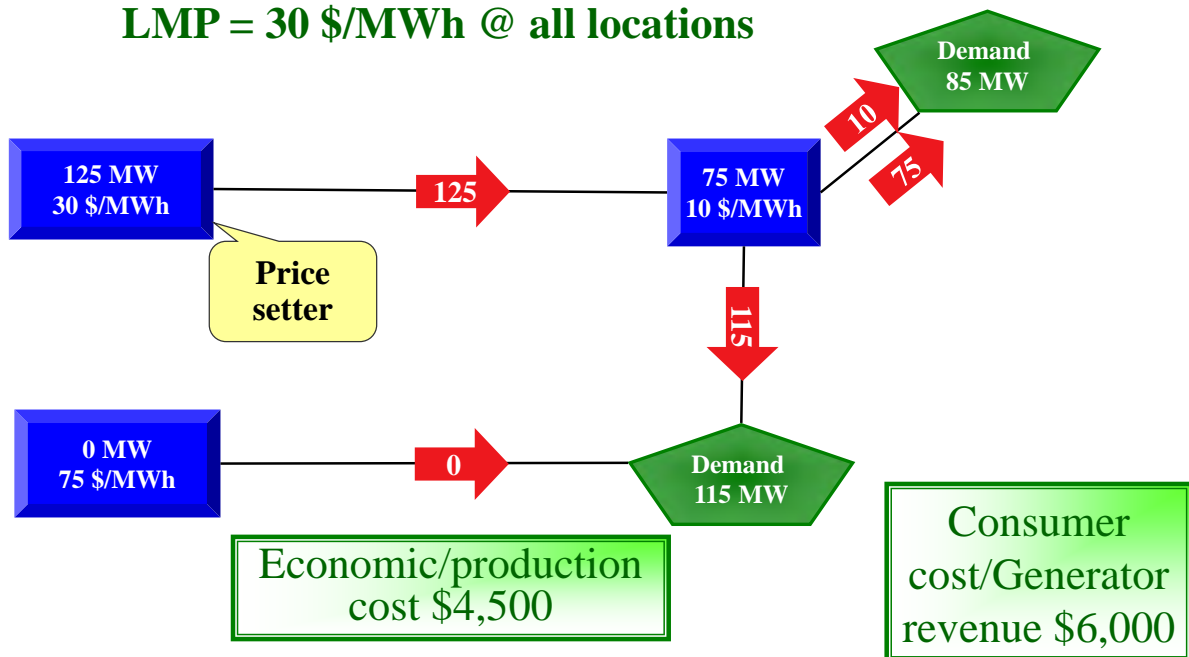 LMP = 30 $/MWh @ all locations
Demand
85 MW
10
75
125 MW
30 $/MWh
125
75 MW
10 $/MWh
Price
setter
115
0 MW
75 $/MWh
0
Demand
115 MW
Economic/production
cost $4,500
Consumer
cost/Generator
revenue $6,000